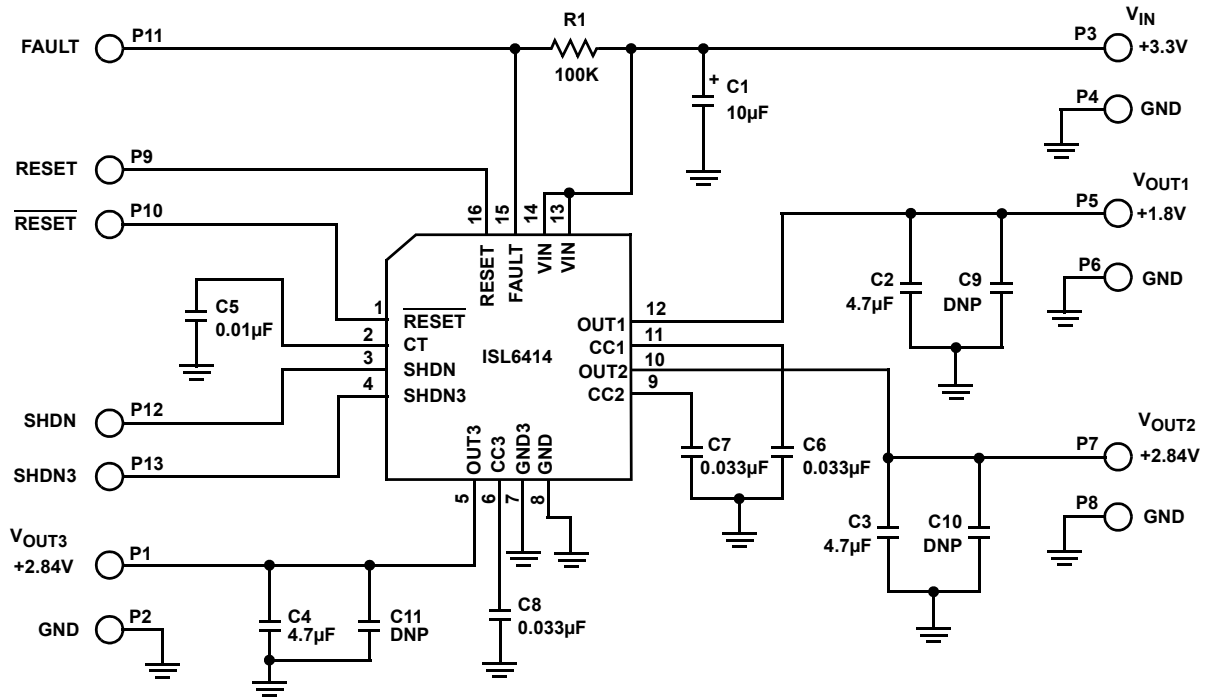 FAULT
P11
R1
100K
P3
VIN
+3.3V
+
C1
10µF
P4
GND
RESET
P9
RESET
P10
16
15
14
13
RESET
FAULT
VIN
VIN
VOUT1
P5
+1.8V
P6
GND
C2
4.7µF
C9
DNP
C5
0.01µF
1
2
3
4
RESET
CT
SHDN
SHDN3
ISL6414
OUT1
CC1
OUT2
CC2
12
11
10
9
SHDN
P12
SHDN3
P13
OUT3
CC3
GND3
GND
5
6
7
8
C7
0.033µF
C6
0.033µF
VOUT2
P7
+2.84V
P8
GND
C3
4.7µF
C10
DNP
VOUT3
+2.84V
P1
GND
P2
C4
4.7µF
C11
DNP
C8
0.033µF